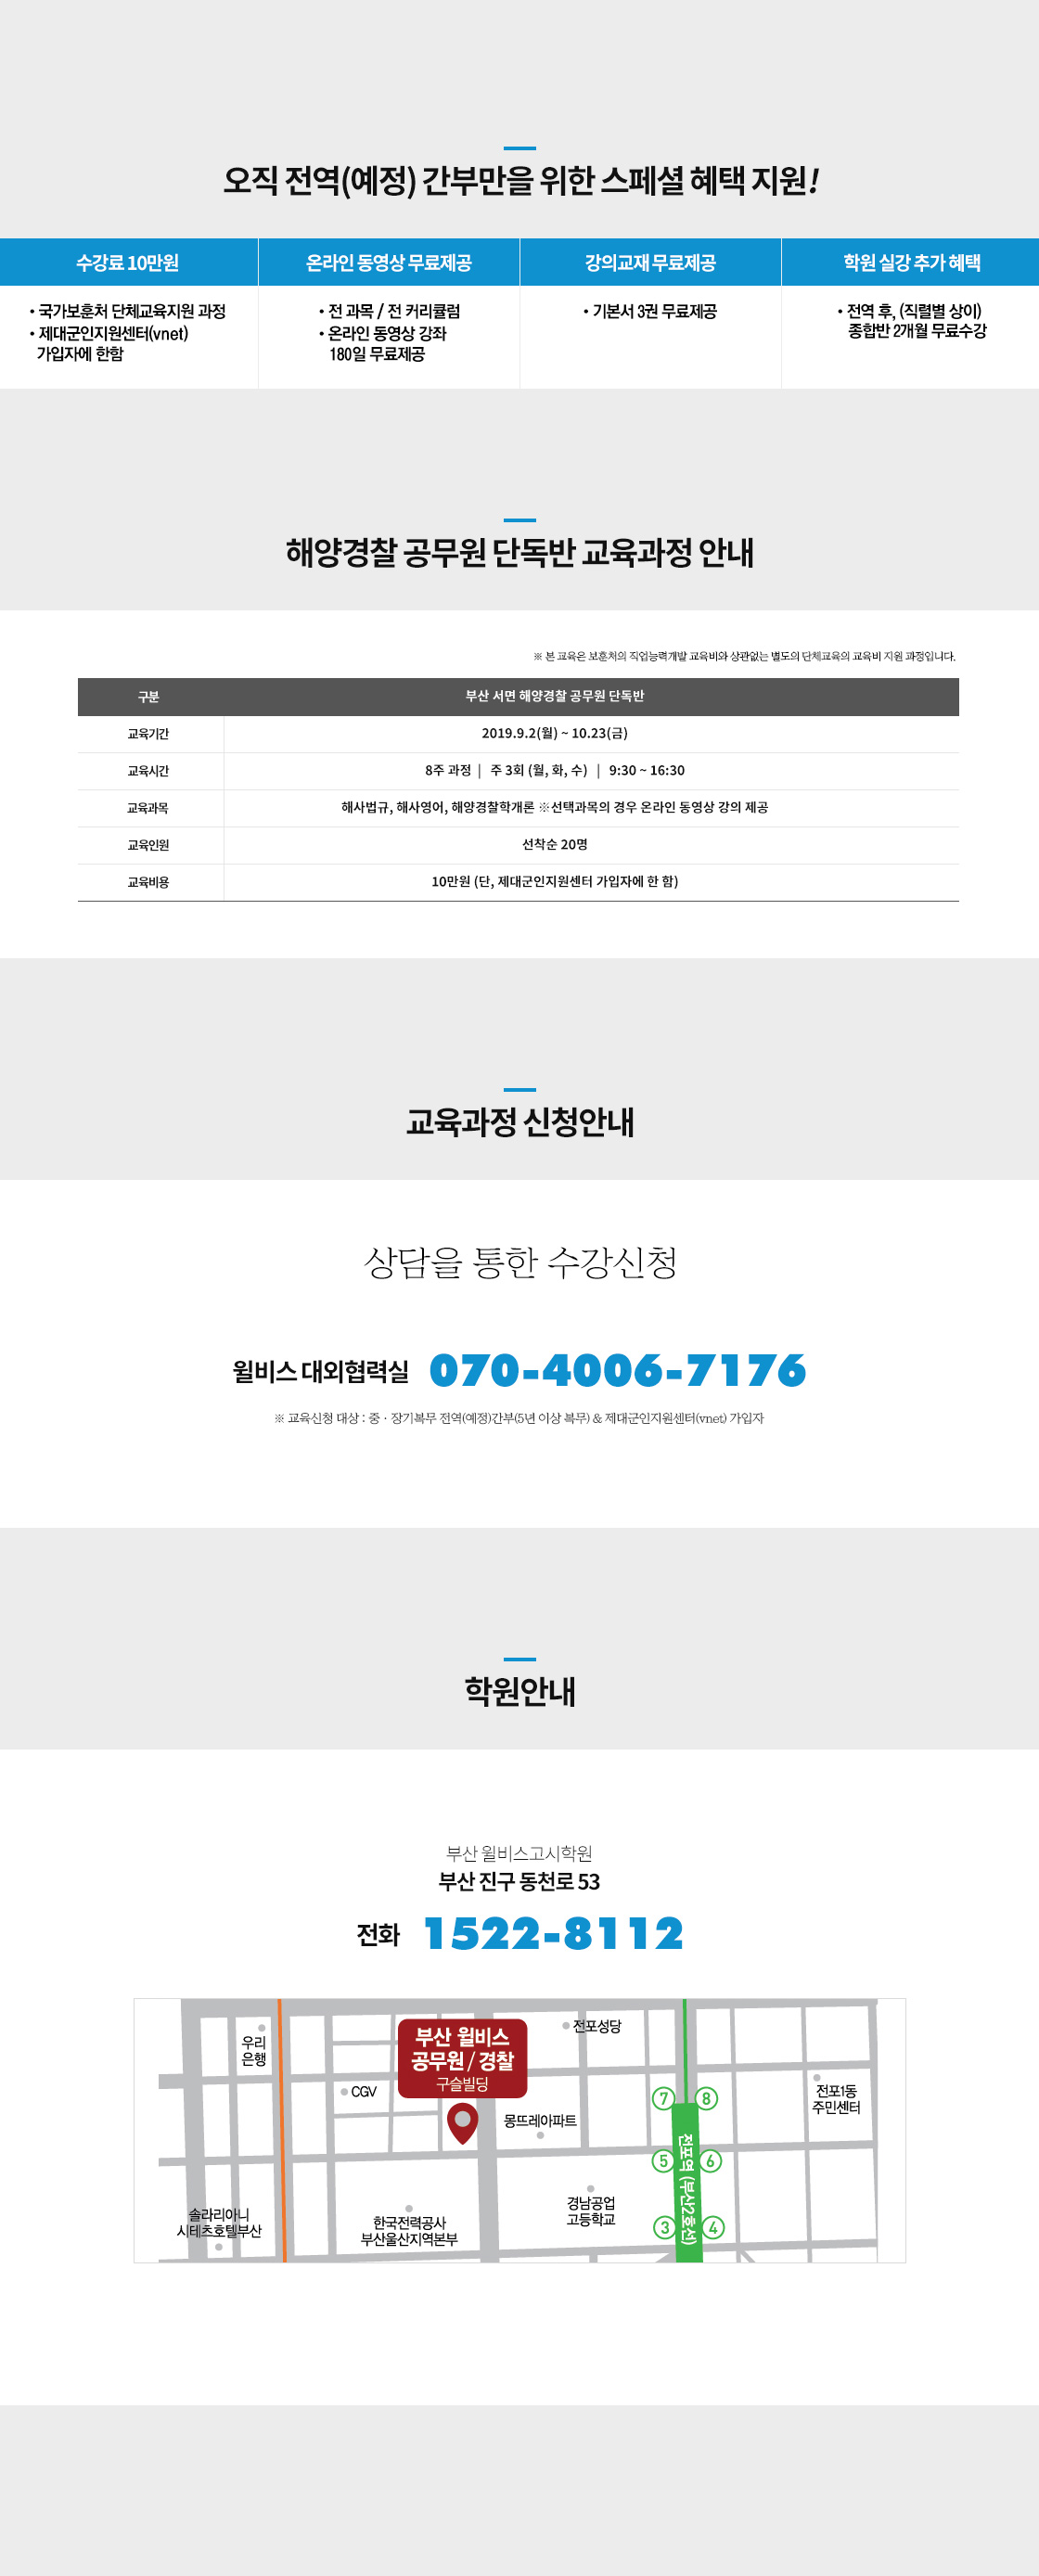 오직 전역(예정) 간부만을 위한 스페셜 혜택 지원!
수강료 10만원
• 국가보훈처 단체교육지원 과정
• 제대군인지원센터(vnet)
가입자에 한함
온라인 동영상 무료제공
• 전 과목 / 전 커리큘럼
• 온라인 동영상 강좌
180일 무료제공
강의교재 무료제공
• 기본서 3권 무료제공
학원 실강 추가 혜택
• 전역 후, (직렬별 상이)
종합반 2개월 무료수강
해양경찰 공무원 단독반 교육과정 안내
※ 본 교육은 보훈처의 직업능력개발 교육비와 상관없는 별도의 단체교육의 교육비 지원 과정입니다.
구분 부산 서면 해양경찰 공무원 단독반
교육기간 2019.9.2(월) ~ 10.23(금)
교육시간 8주 과정 | 주 3회 (월, 화, 수) | 9:30 ~ 16:30
교육과목 해사법규, 해사영어, 해양경찰학개론 ※선택과목의 경우 온라인 동영상 강의 제공
교육인원 선착순 20명
교육비용 10만원 (단, 제대군인지원센터 가입자에 한 함)
교육과정 신청안내
상담을 통한 수강신청
윌비스 대외협력실 070-4006-7176
※ 교육신청 대상 : 중 · 장기복무 전역(예정)간부(5년 이상 복무) & 제대군인지원센터(vnet) 가입자
학원안내
부산 윌비스고시학원
부산 진구 동천로 53
전화 1522-8112
우리
은행
부산 윌비스
공무원 / 경찰
구슬빌딩
전포성당
CGV
몽뜨레아파트
전포1동
주민센터
7 8
5 6
3 4
전포역 (부산2호선)
솔라리아니
시테츠호텔부산
한국전력공사
부산울산지역본부
경남공업
고등학교